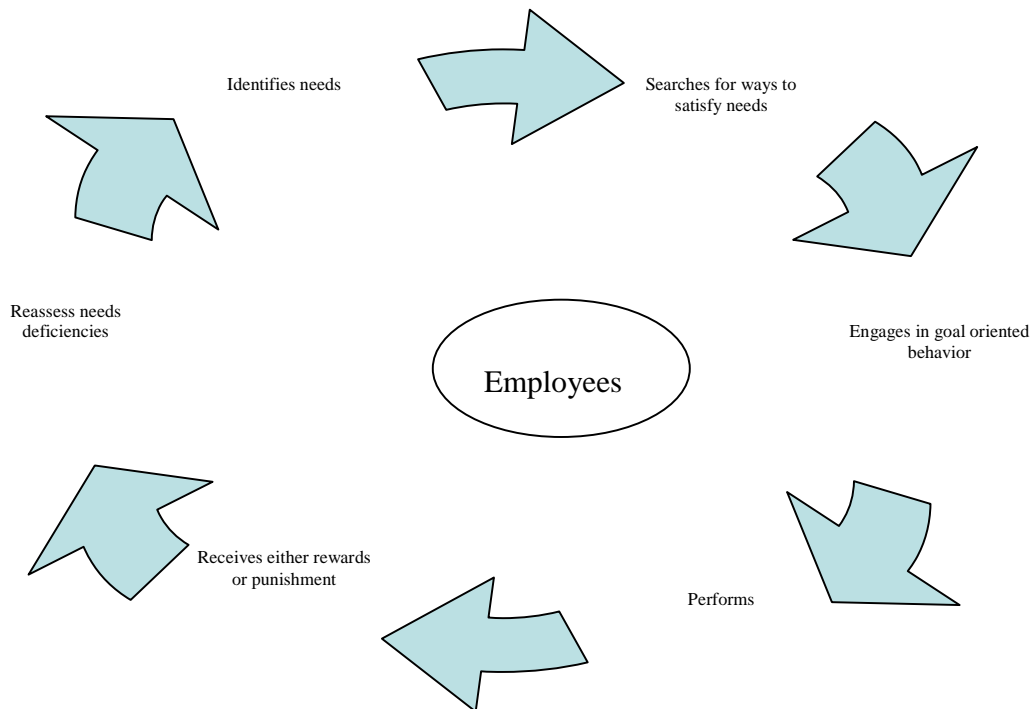 Identifies needs
Searches for ways to
satisfy needs
Engages in goal oriented
behavior
Performs
Receives either rewards
or punishment
Reassess needs
deficiencies
Employees